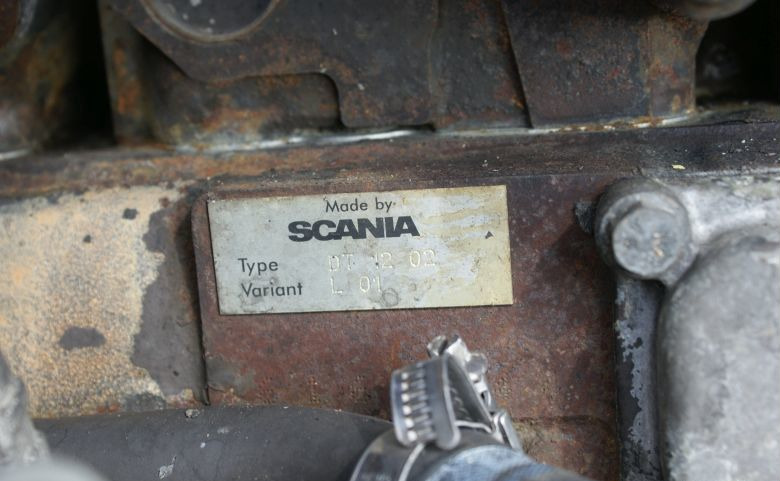 Made by
SCANIA
Type DT 12 02
Variant L 01